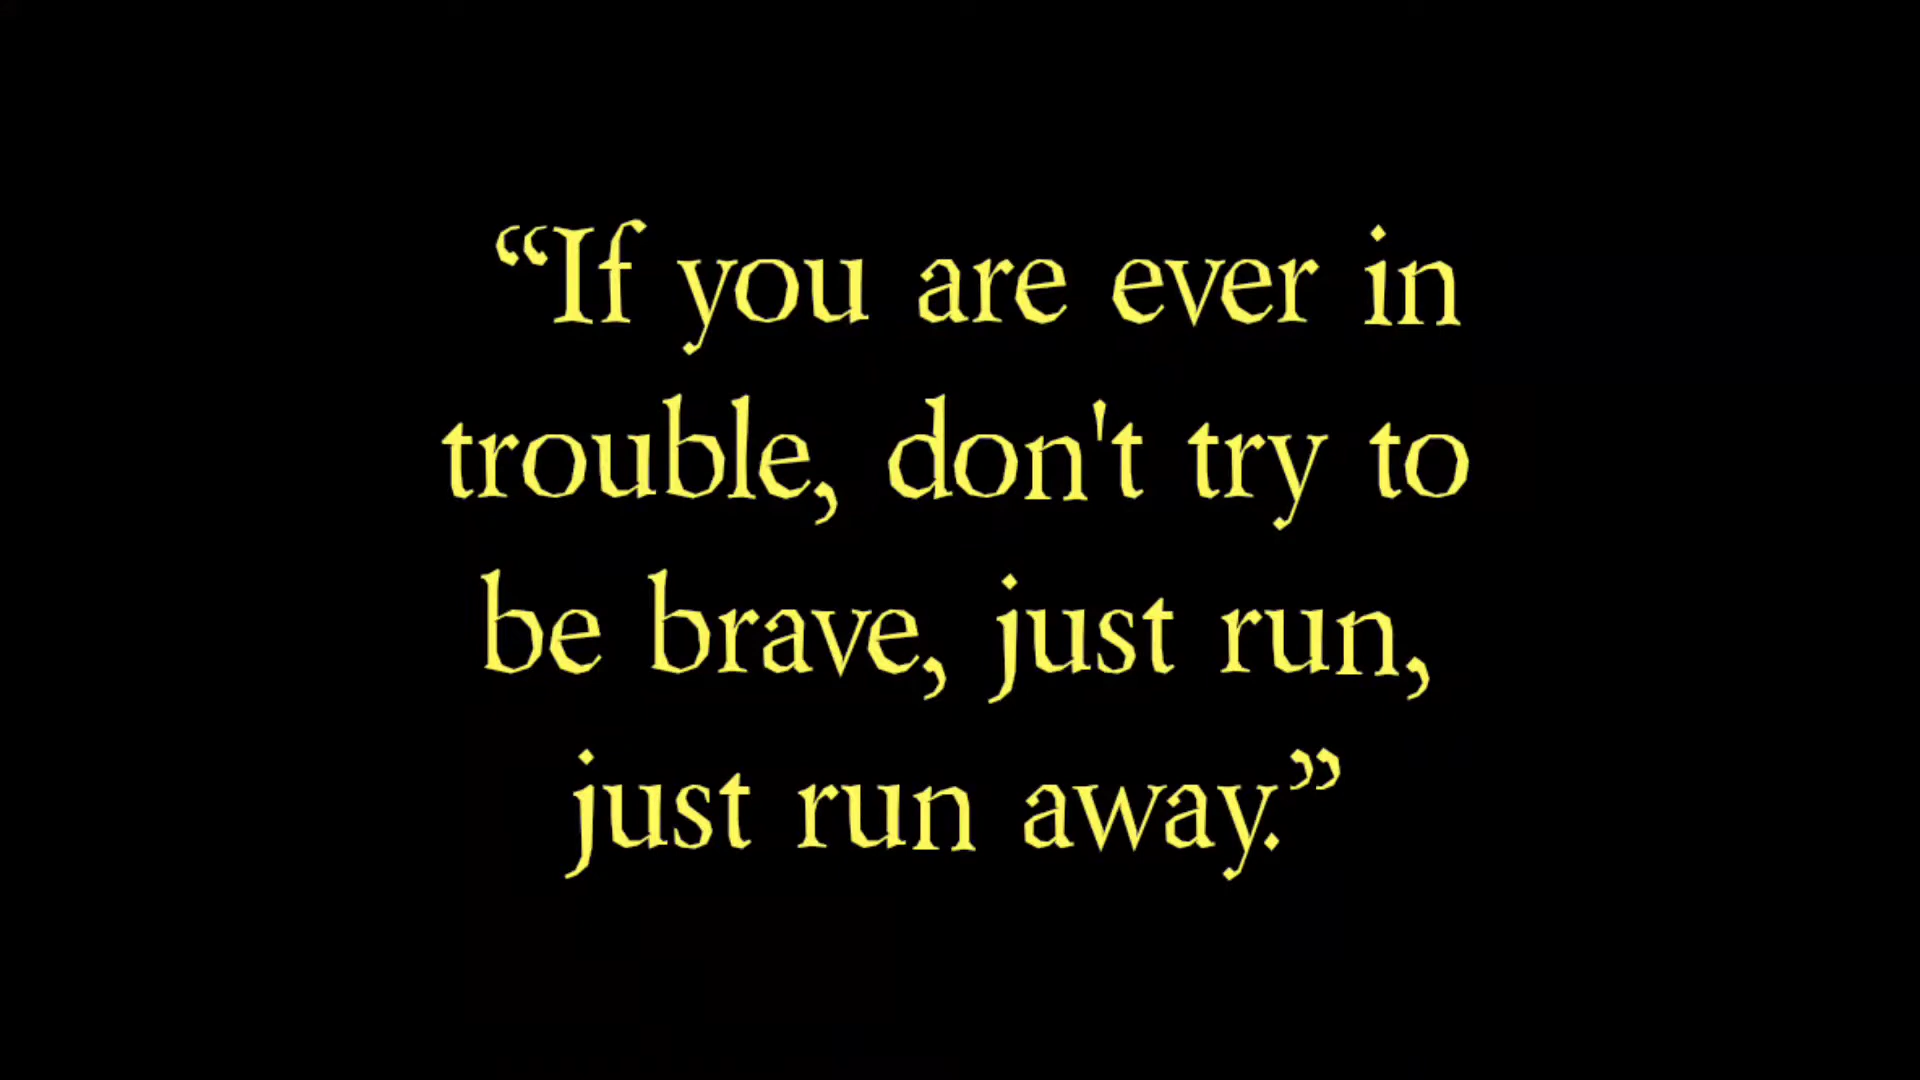 “If you are ever in
trouble, don't try to
be brave, just run,
just run away.”